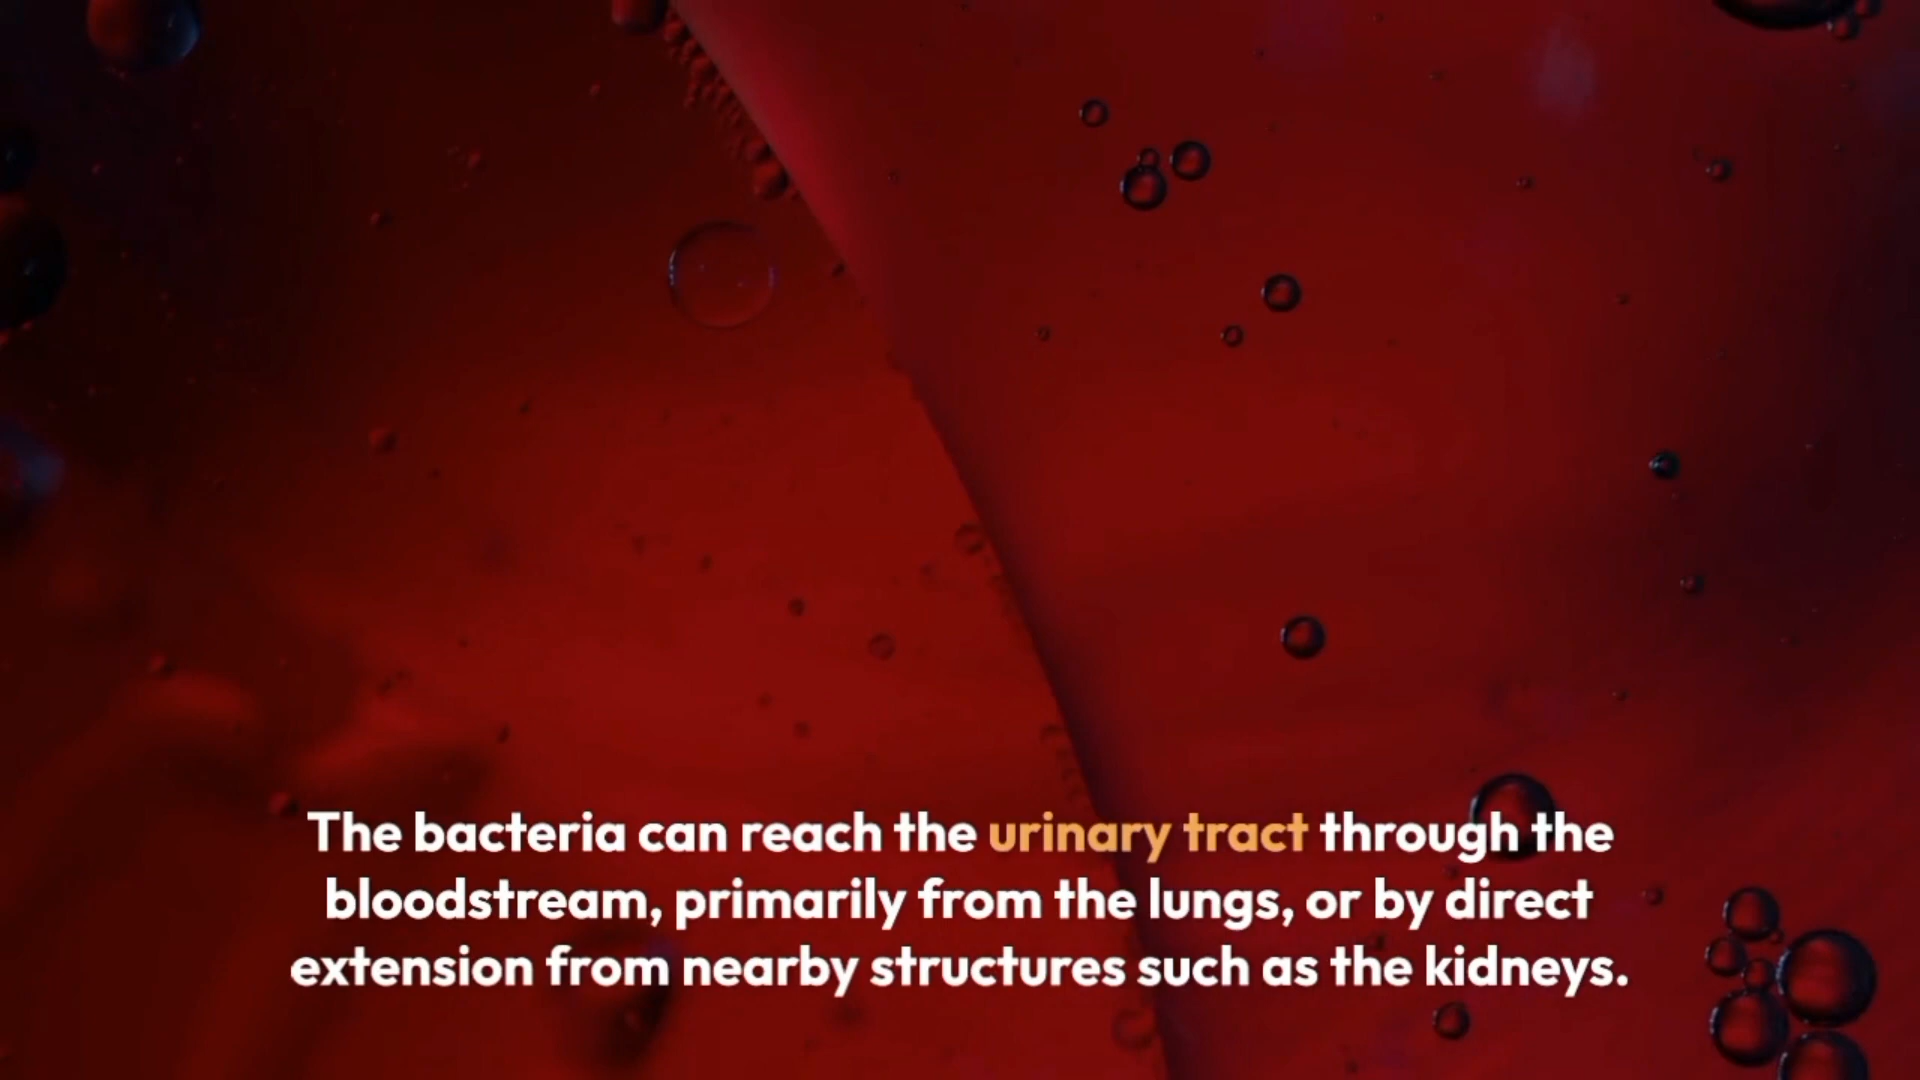 The bacteria can reach the urinary tract through the
bloodstream, primarily from the lungs, or by direct
extension from nearby structures such as the kidneys.